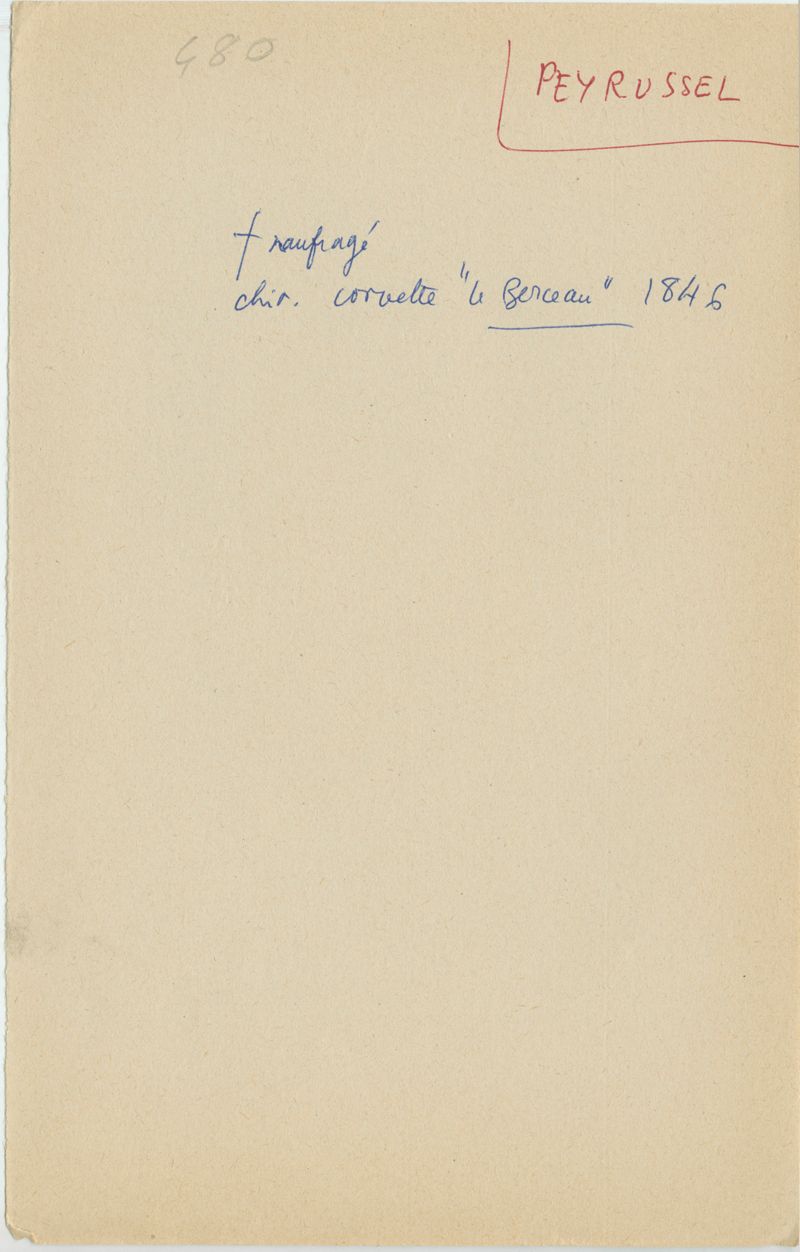 480
PEYRUSSEL
† naufragé
chir. corvette "le Berceau" 1846